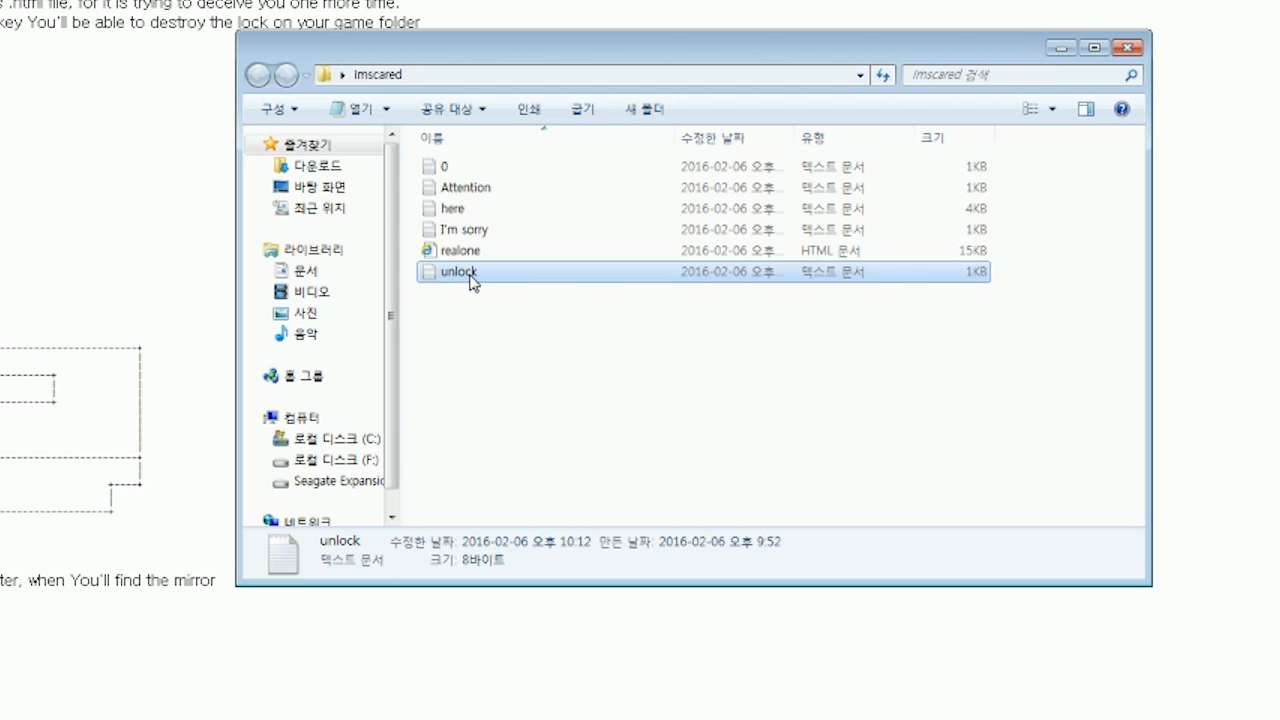 .html file, for it is trying to deceive you one more time.
key You'll be able to destroy the lock on your game folder
Imscared
Imscared 검색
구성 열기 공유 대상 인쇄 굽기 새 폴더
이름 수정한 날짜 유형 크기
즐겨찾기
다운로드
바탕 화면
최근 위치
라이브러리
문서
비디오
사진
음악
홈 그룹
컴퓨터
로컬 디스크 (C:)
로컬 디스크 (F:)
Seagate Expansi
네트워크
0 2016-02-06 오후... 텍스트 문서 1KB
Attention 2016-02-06 오후... 텍스트 문서 1KB
here 2016-02-06 오후... 텍스트 문서 4KB
I'm sorry 2016-02-06 오후... 텍스트 문서 1KB
realone 2016-02-06 오후... HTML 문서 15KB
unlock 2016-02-06 오후... 텍스트 문서 1KB
unlock 수정한 날짜: 2016-02-06 오후 10:12 만든 날짜: 2016-02-06 오후 9:52
텍스트 문서 크기: 8바이트
ter, when You'll find the mirror